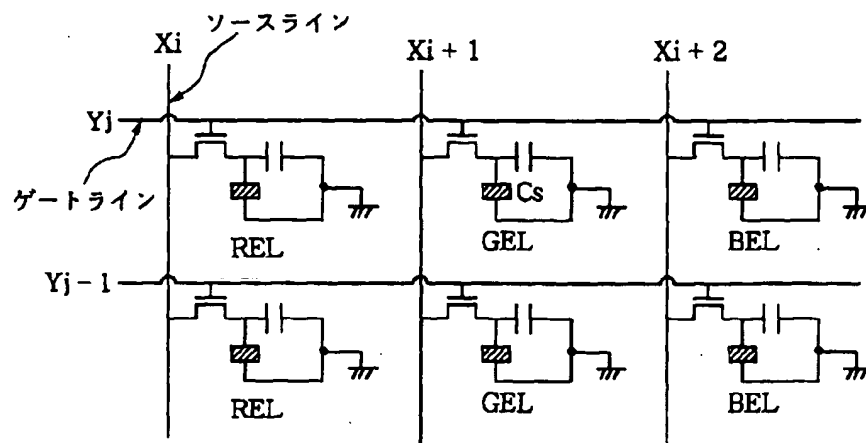 ソースライン
Xi
Xi + 1
Xi + 2
Yj
ゲートライン
Cs
REL
GEL
BEL
Yj - 1
REL
GEL
BEL